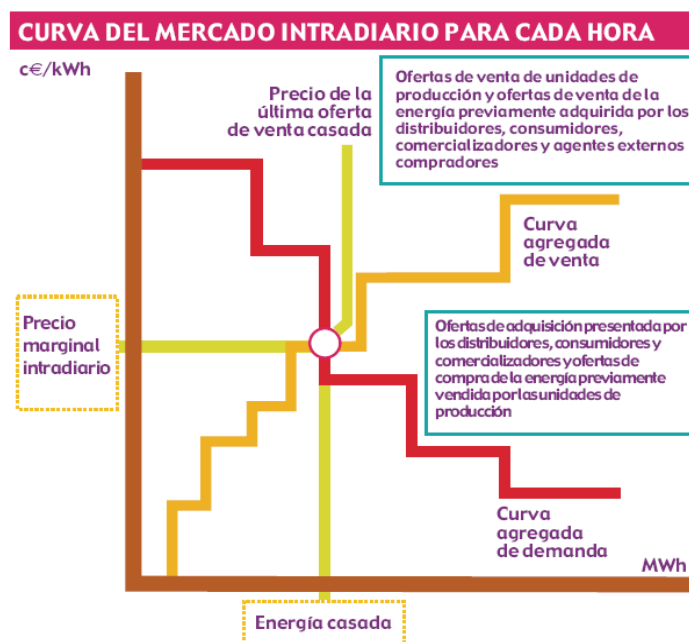 CURVA DEL MERCADO INTRADIARIO PARA CADA HORA
c€/kWh
Precio de la
última oferta
de venta casada
Ofertas de venta de unidades de
producción y ofertas de venta de la
energía previamente adquirida por los
distribuidores, consumidores,
comercializadores y agentes externos
compradores
Curva
agregada
de venta
Precio
marginal
intradiario
Ofertas de adquisición presentada por
los distribuidores, consumidores y
comercializadores y ofertas de
compra de la energía previamente
vendida por las unidades de
producción
Curva
agregada
de demanda
MWh
Energía casada